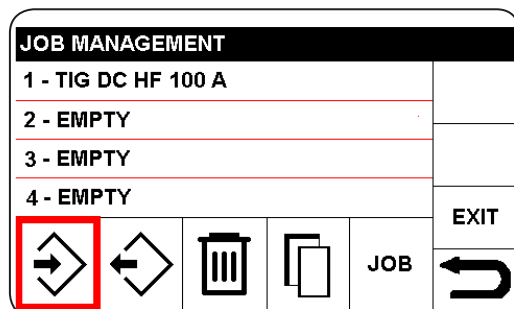 JOB MANAGEMENT
1 - TIG DC HF 100 A
2 - EMPTY
3 - EMPTY
4 - EMPTY
EXIT
JOB